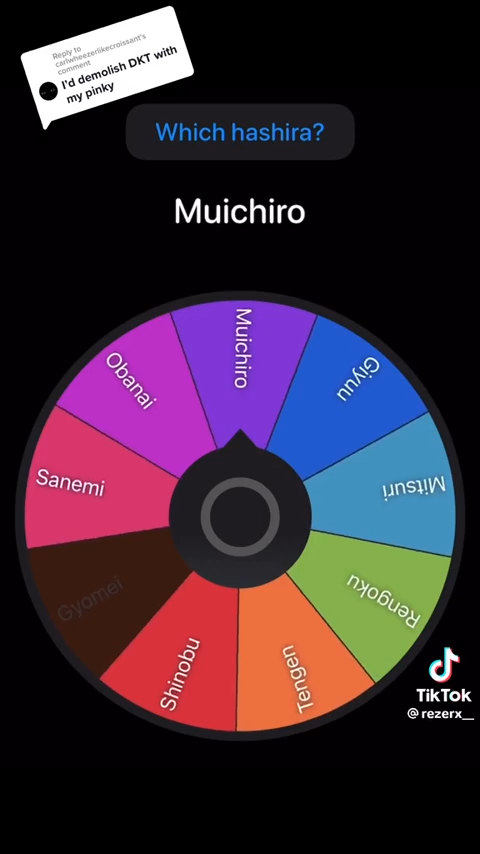 Reply to
carlwheezerlikecroissant's
comment
I'd demolish DKT with
my pinky
Which hashira?
Muichiro
Muichiro
Giyuu
Obanai
Mitsuri
Sanemi
Rengoku
Gyomei
Shinobu
Tengen
TikTok
@rezerx__